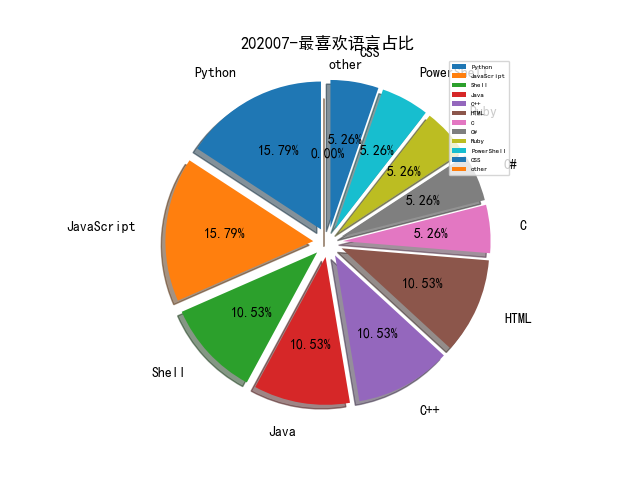 202007-最喜欢语言占比
CSS
other
Python
PowerShell
Ruby
C#
JavaScript
C
Shell
HTML
Java
C++
15.79%
0.00%
5.26%
5.26%
5.26%
5.26%
5.26%
15.79%
10.53%
10.53%
10.53%
10.53%
Python
JavaScript
Shell
Java
C++
HTML
C
C#
Ruby
PowerShell
CSS
other